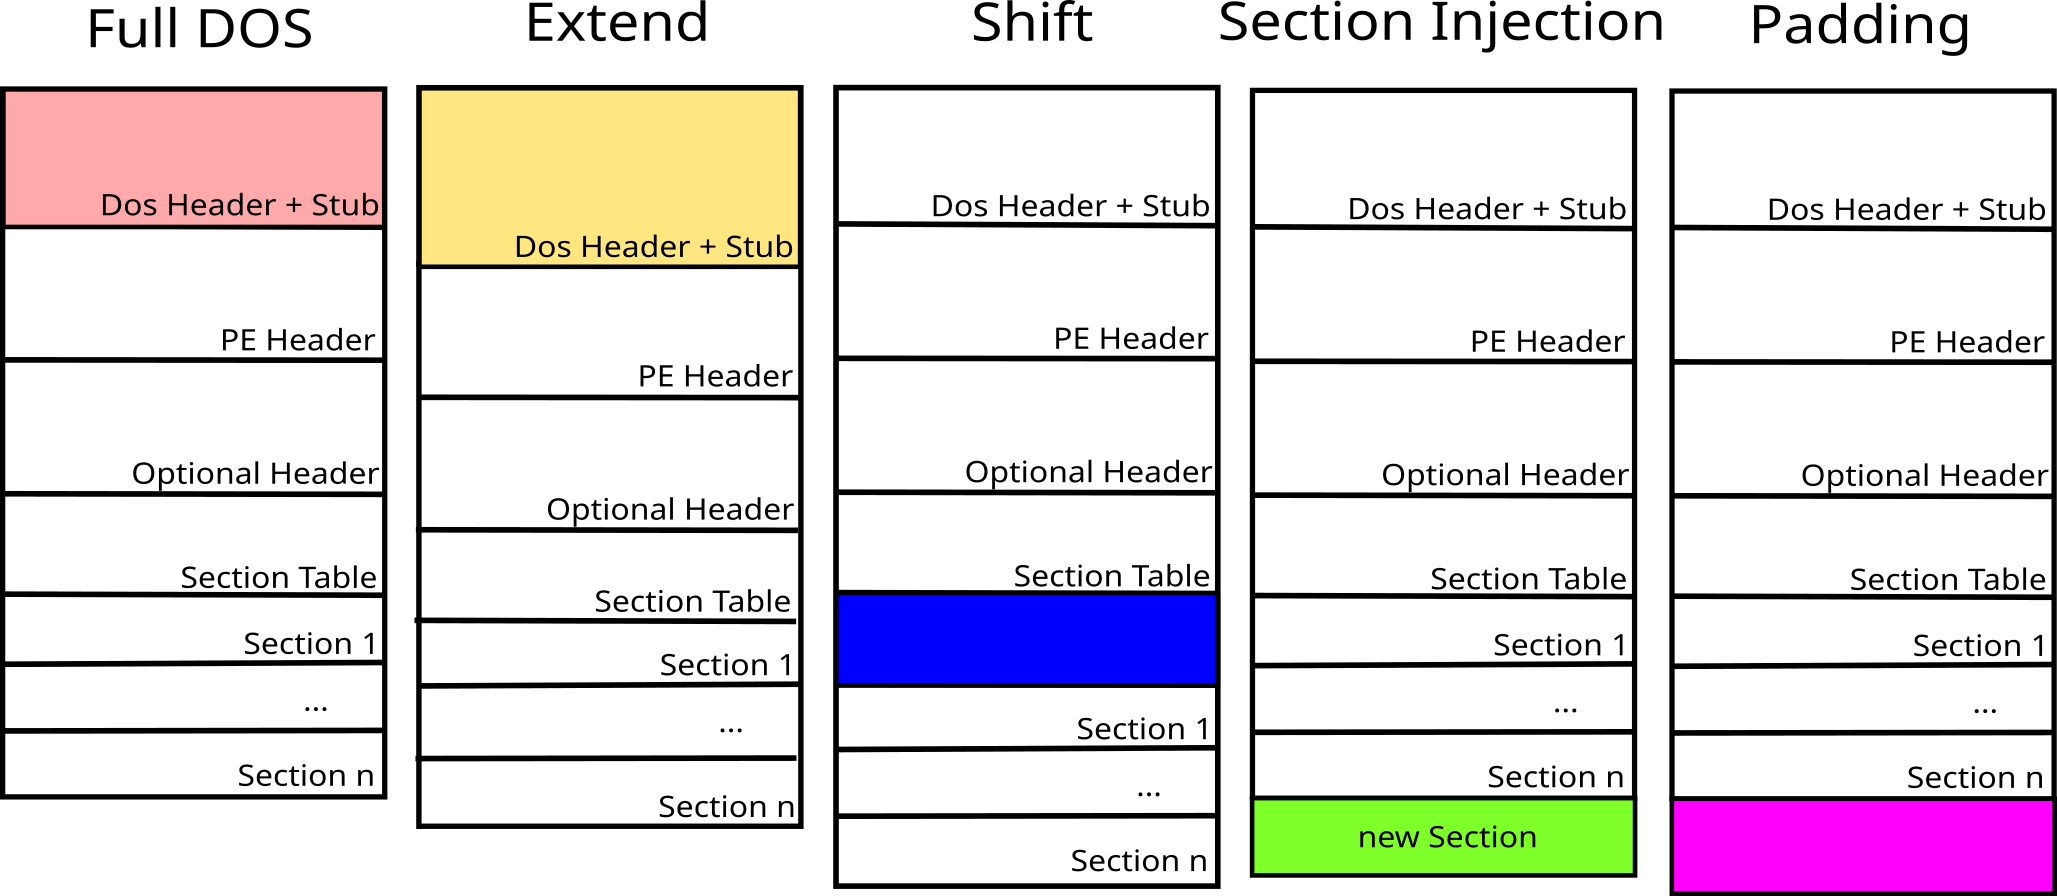 Full DOS
Extend
Shift
Section Injection
Padding
Dos Header + Stub
PE Header
Optional Header
Section Table
Section 1
...
Section n
Dos Header + Stub
PE Header
Optional Header
Section Table
Section 1
...
Section n
Dos Header + Stub
PE Header
Optional Header
Section Table
Section 1
...
Section n
Dos Header + Stub
PE Header
Optional Header
Section Table
Section 1
...
Section n
new Section
Dos Header + Stub
PE Header
Optional Header
Section Table
Section 1
...
Section n